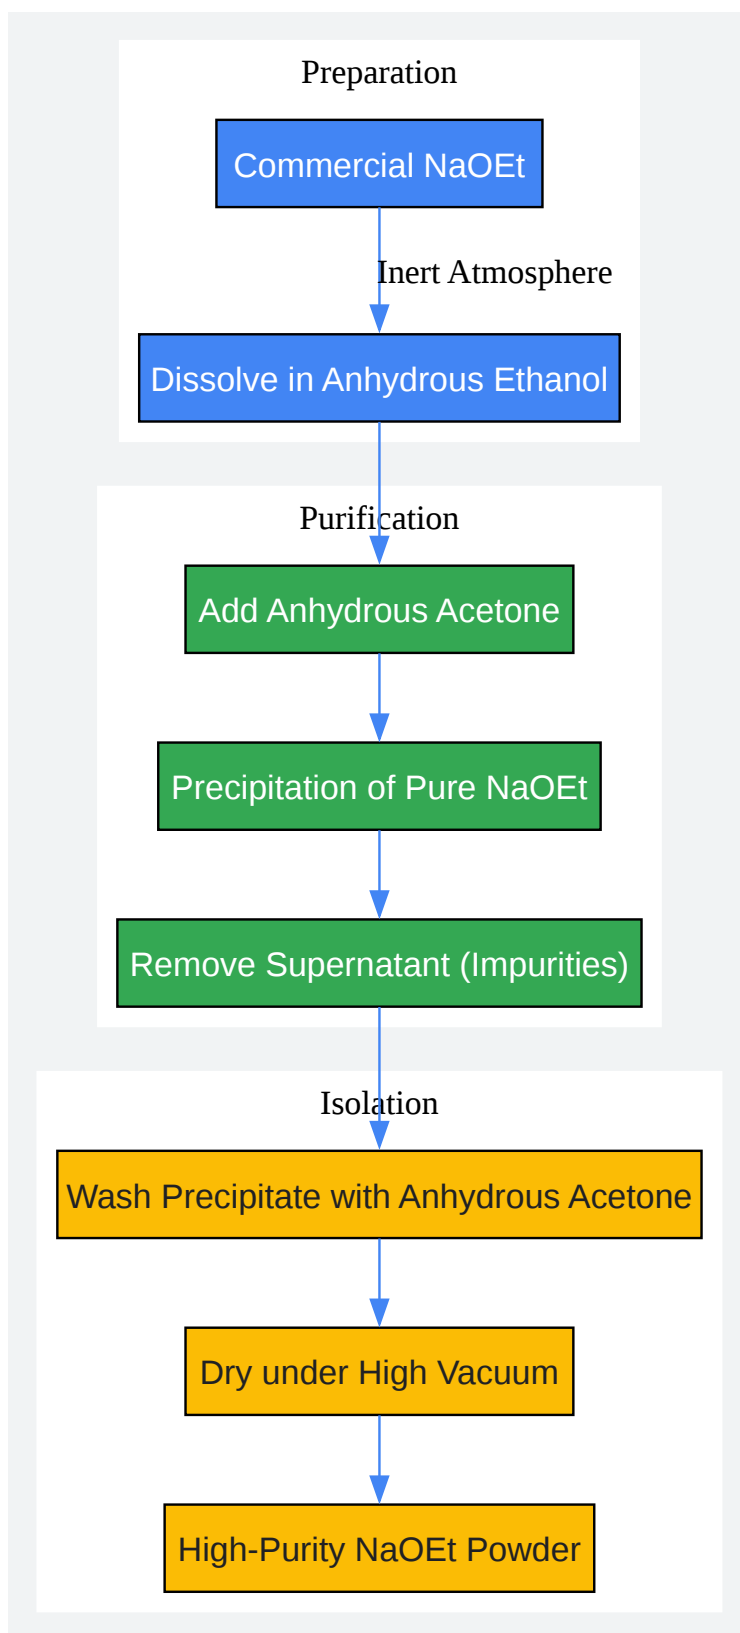 Preparation
Commercial NaOEt
Inert Atmosphere
Dissolve in Anhydrous Ethanol
Purification
Add Anhydrous Acetone
Precipitation of Pure NaOEt
Remove Supernatant (Impurities)
Isolation
Wash Precipitate with Anhydrous Acetone
Dry under High Vacuum
High-Purity NaOEt Powder